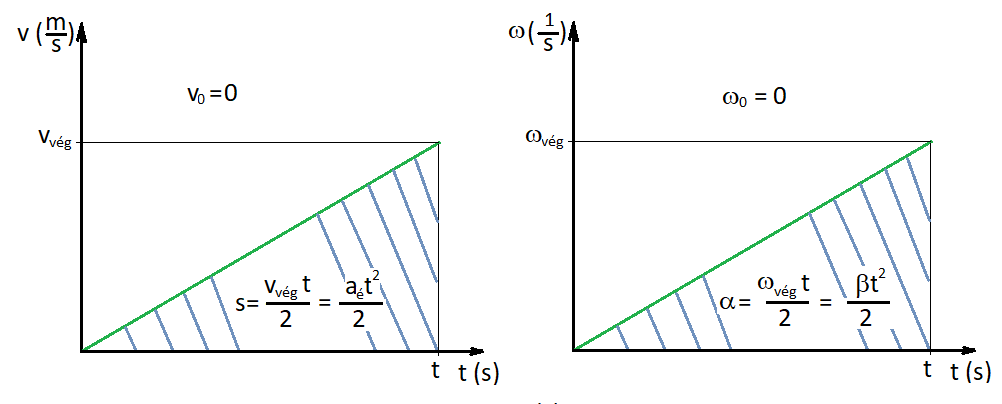 v (m/s)
v₀ = 0
v_vég
s= v_vég t / 2 = a_é t² / 2
t t (s)
ω (1/s)
ω₀ = 0
ω_vég
α= ω_vég t / 2 = βt² / 2
t t (s)